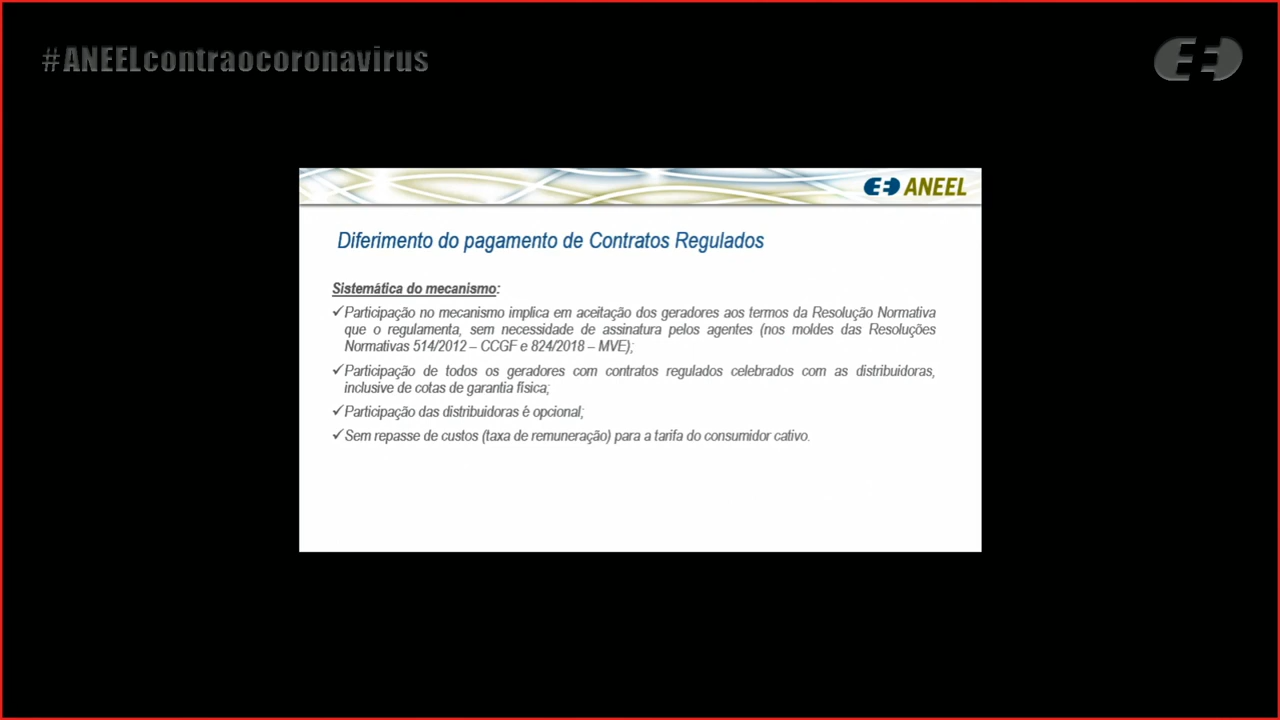 #ANEELcontraocoronavirus
ANEEL
Diferimento do pagamento de Contratos Regulados
Sistemática do mecanismo:
✓Participação no mecanismo implica em aceitação dos geradores aos termos da Resolução Normativa
que o regulamenta, sem necessidade de assinatura pelos agentes (nos moldes das Resoluções
Normativas 514/2012 – CCGF e 824/2018 – MVE);
✓Participação de todos os geradores com contratos regulados celebrados com as distribuidoras,
inclusive de cotas de garantia física;
✓Participação das distribuidoras é opcional;
✓Sem repasse de custos (taxa de remuneração) para a tarifa do consumidor cativo.